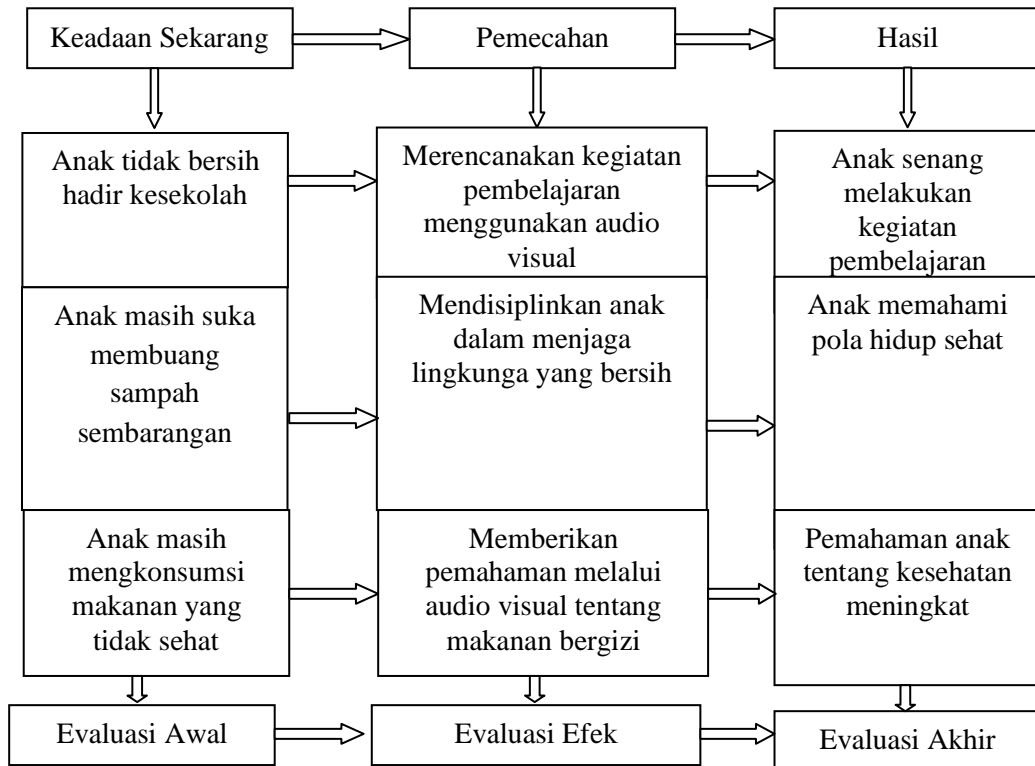 Keadaan Sekarang
Pemecahan
Hasil
Anak tidak bersih
hadir kesekolah
Merencanakan kegiatan
pembelajaran
menggunakan audio
visual
Anak senang
melakukan
kegiatan
pembelajaran
Anak masih suka
membuang
sampah
sembarangan
Mendisiplinkan anak
dalam menjaga
lingkunga yang bersih
Anak memahami
pola hidup sehat
Anak masih
mengkonsumsi
makanan yang
tidak sehat
Memberikan
pemahaman melalui
audio visual tentang
makanan bergizi
Pemahaman anak
tentang kesehatan
meningkat
Evaluasi Awal
Evaluasi Efek
Evaluasi Akhir